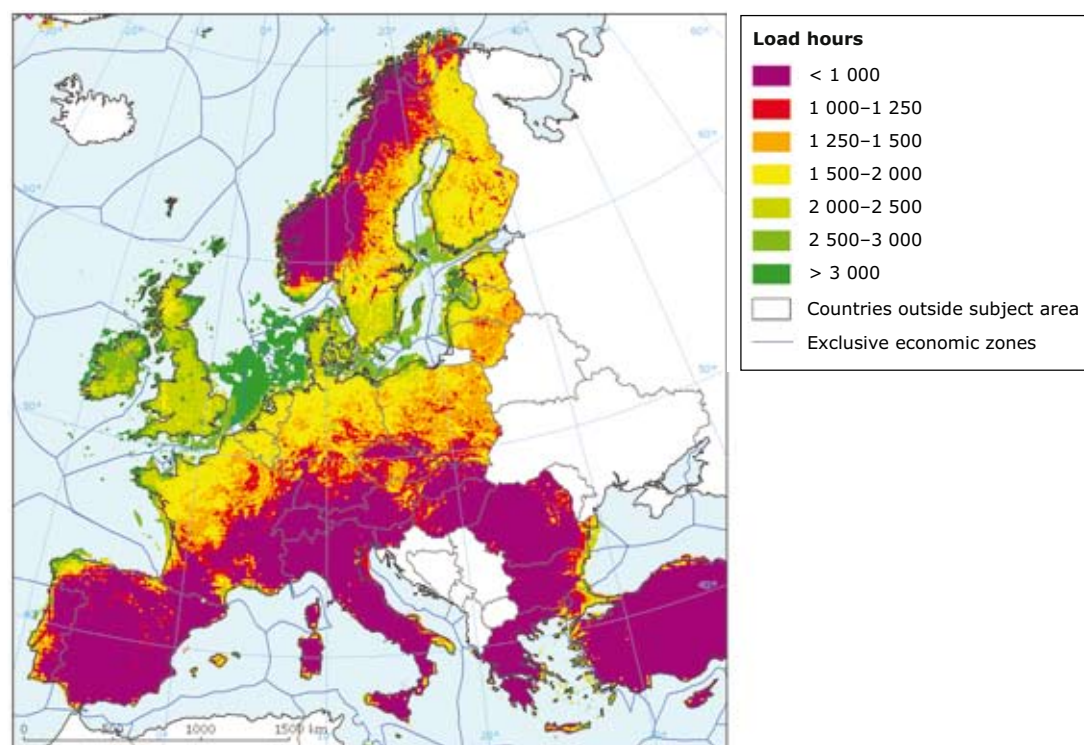 Load hours
< 1 000
1 000–1 250
1 250–1 500
1 500–2 000
2 000–2 500
2 500–3 000
> 3 000
Countries outside subject area
Exclusive economic zones
0 500 1000 1500 km